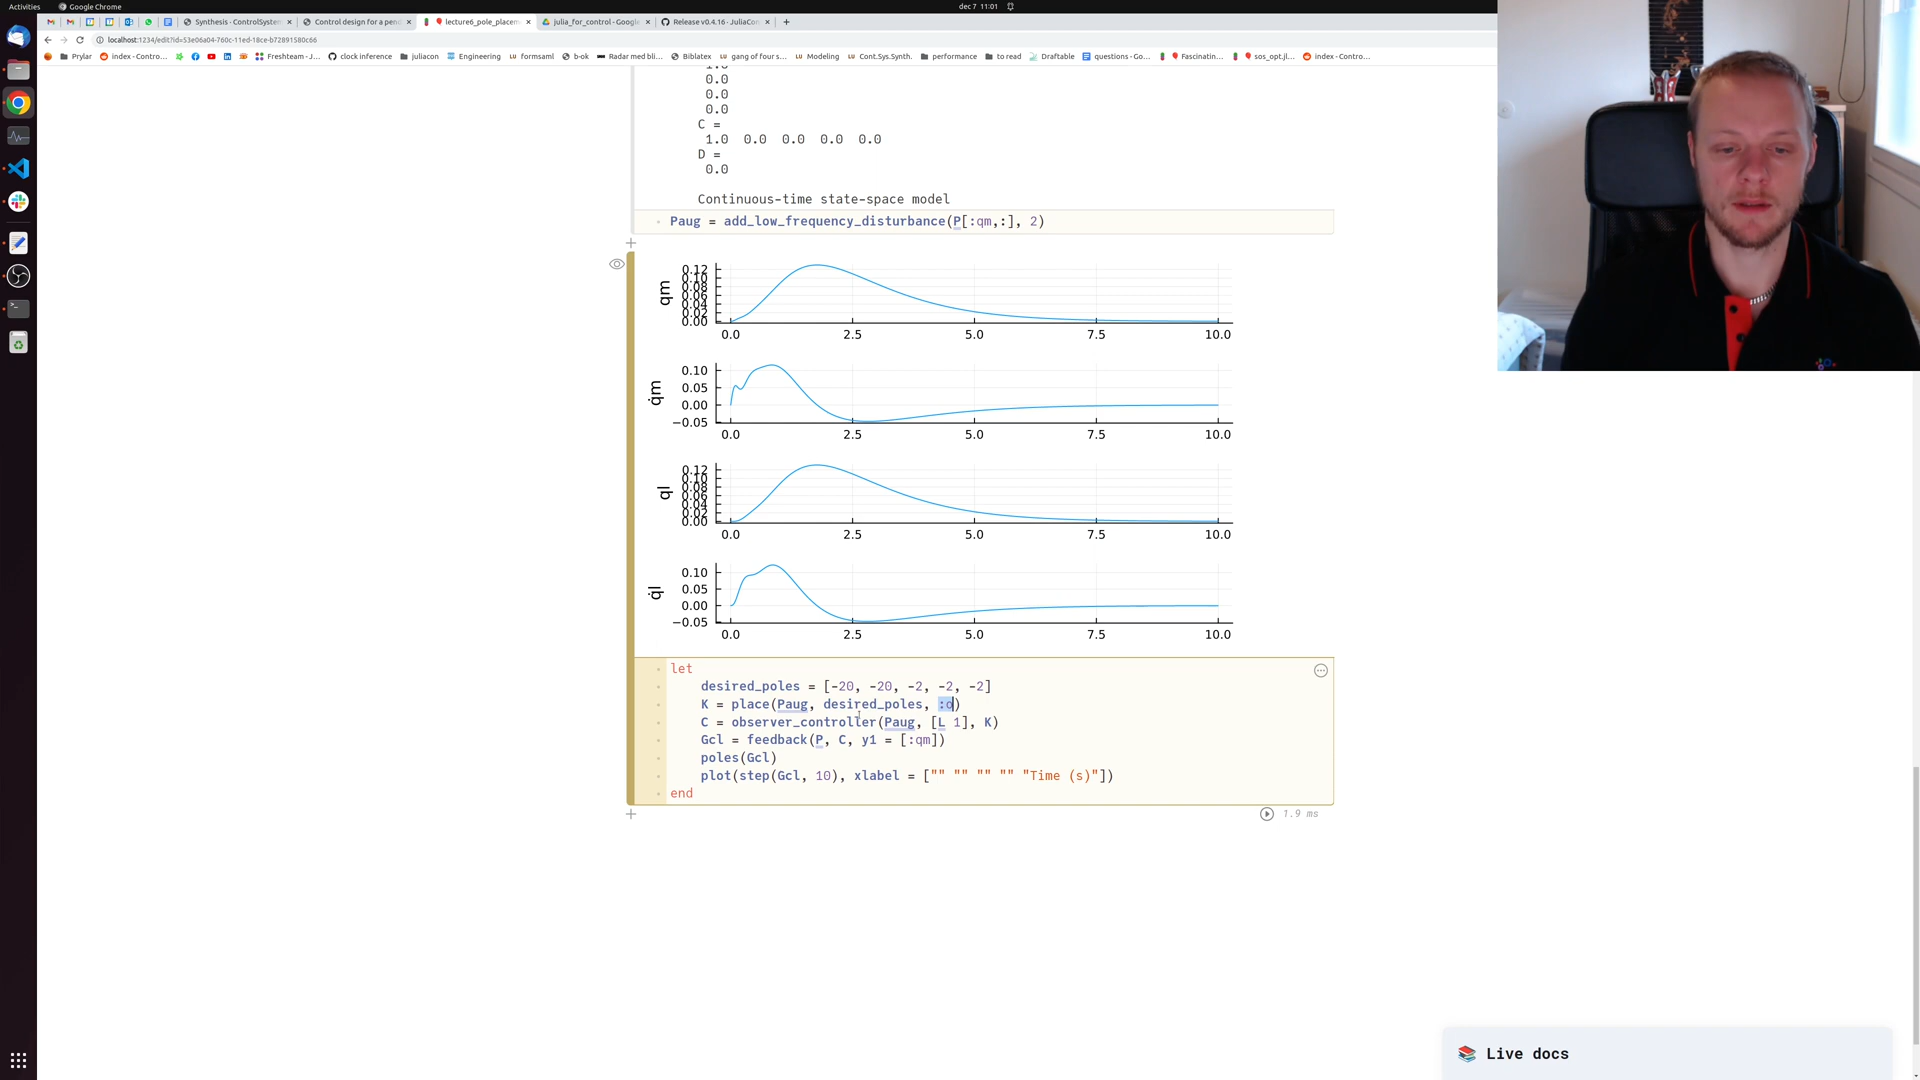 Activities
Google Chrome
dec 7 11:01
Synthesis · ControlSystem
Control design for a pend
lecture6_pole_placem
julia_for_control - Google
Release v0.4.16 · JuliaCon
localhost:1234/edit?id=53e06a04-760c-11ed-18ce-b72891580c66
Prylar
index - Contro...
Freshteam - J...
clock inference
juliacon
Engineering
formsaml
b-ok
Radar med bli...
Biblatex
gang of four s...
Modeling
Cont.Sys.Synth.
performance
to read
Draftable
questions - Go...
Fascinatin...
sos_opt.jl...
index - Contro...
1.0
0.0
0.0
0.0
C =
1.0 0.0 0.0 0.0 0.0
D =
0.0
Continuous-time state-space model
Paug = add_low_frequency_disturbance(P[:qm,:], 2)
qm
0.12
0.10
0.08
0.06
0.04
0.02
0.00
0.0 2.5 5.0 7.5 10.0
q̇m
0.10
0.05
0.00
−0.05
0.0 2.5 5.0 7.5 10.0
ql
0.12
0.10
0.08
0.06
0.04
0.02
0.00
0.0 2.5 5.0 7.5 10.0
q̇l
0.10
0.05
0.00
−0.05
0.0 2.5 5.0 7.5 10.0
let
desired_poles = [-20, -20, -2, -2, -2]
K = place(Paug, desired_poles, :o)
C = observer_controller(Paug, [L 1], K)
Gcl = feedback(P, C, y1 = [:qm])
poles(Gcl)
plot(step(Gcl, 10), xlabel = ["" "" "" "" "Time (s)"])
end
1.9 ms
Live docs